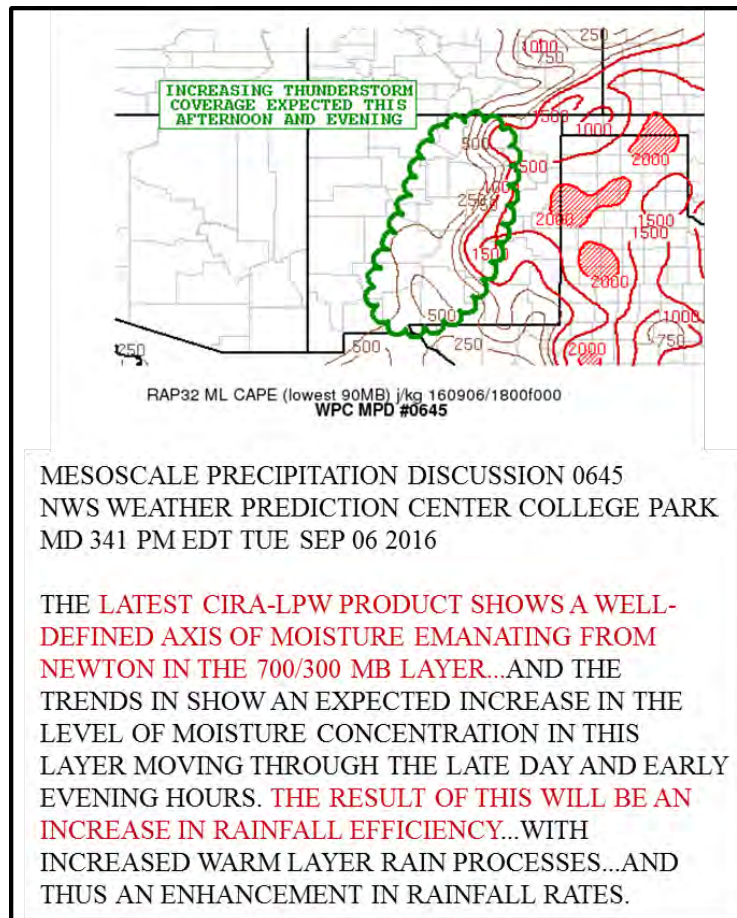 250
1000
750
INCREASING THUNDERSTORM
COVERAGE EXPECTED THIS
AFTERNOON AND EVENING
1500
1000
500
2000
500
250
2000
1500
1500
1500
2000
500
1000
250
500
250
750
2000
RAP32 ML CAPE (lowest 90MB) j/kg 160906/1800f000
WPC MPD #0645
MESOSCALE PRECIPITATION DISCUSSION 0645
NWS WEATHER PREDICTION CENTER COLLEGE PARK
MD 341 PM EDT TUE SEP 06 2016
THE LATEST CIRA-LPW PRODUCT SHOWS A WELL-
DEFINED AXIS OF MOISTURE EMANATING FROM
NEWTON IN THE 700/300 MB LAYER...AND THE
TRENDS IN SHOW AN EXPECTED INCREASE IN THE
LEVEL OF MOISTURE CONCENTRATION IN THIS
LAYER MOVING THROUGH THE LATE DAY AND EARLY
EVENING HOURS. THE RESULT OF THIS WILL BE AN
INCREASE IN RAINFALL EFFICIENCY...WITH
INCREASED WARM LAYER RAIN PROCESSES...AND
THUS AN ENHANCEMENT IN RAINFALL RATES.